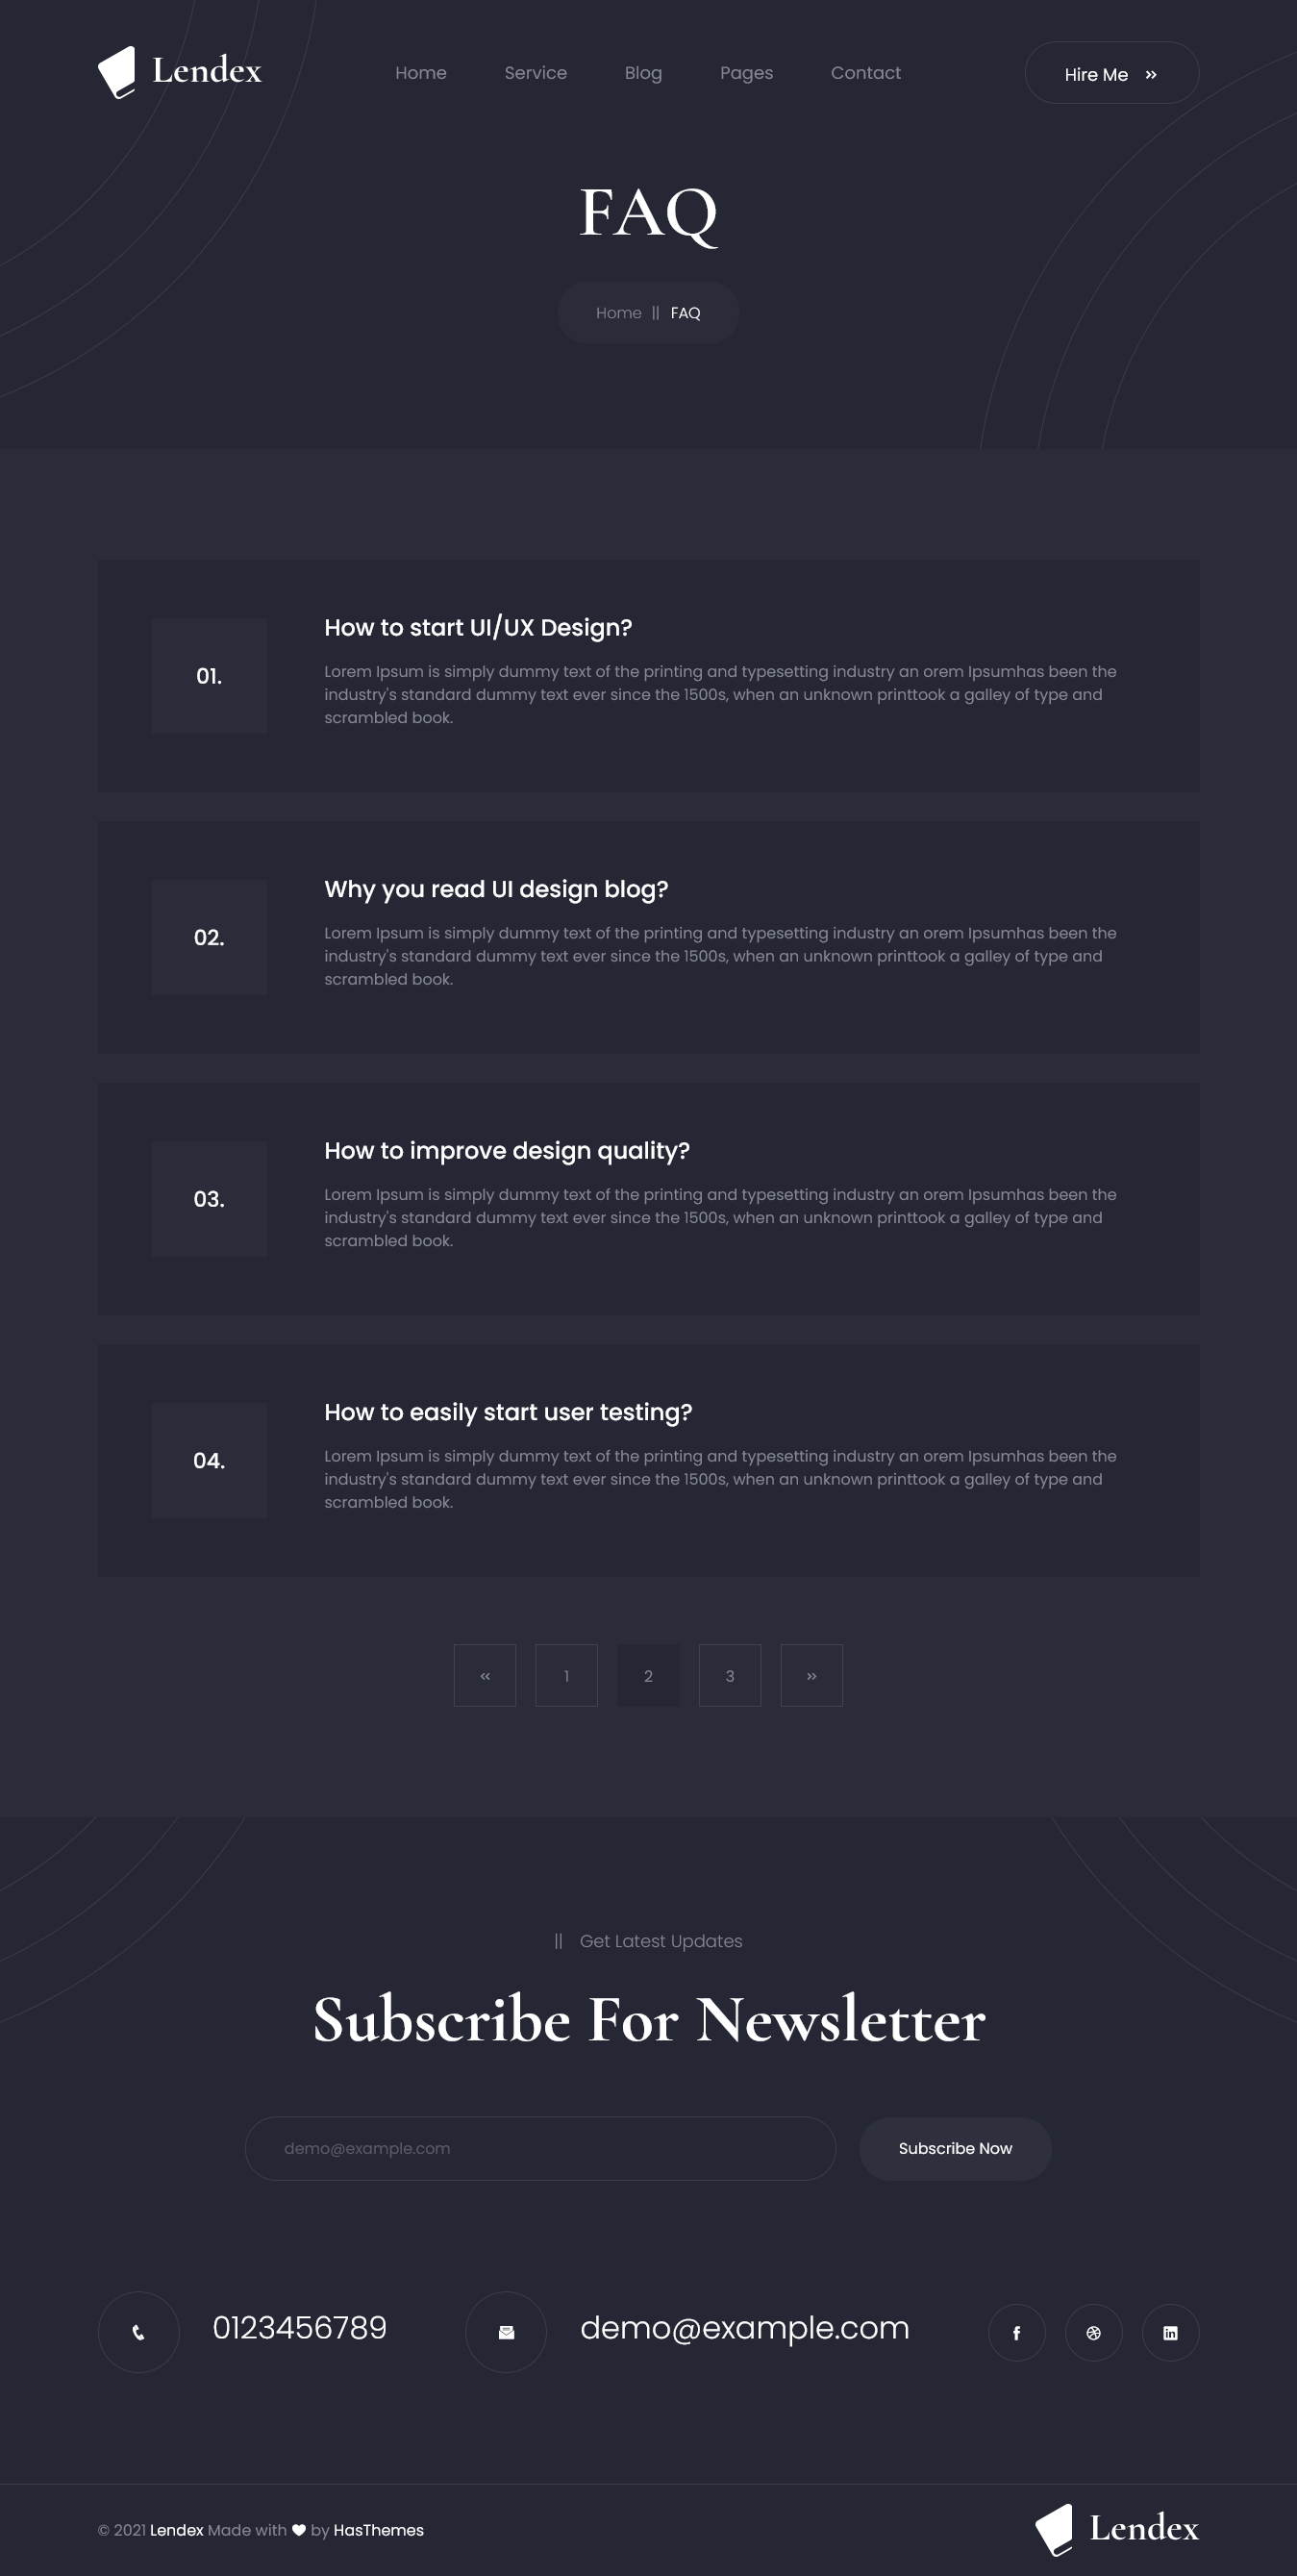 Lendex
Home Service Blog Pages Contact
Hire Me »
FAQ
Home || FAQ
01.
How to start UI/UX Design?
Lorem Ipsum is simply dummy text of the printing and typesetting industry an orem Ipsumhas been the
industry's standard dummy text ever since the 1500s, when an unknown printtook a galley of type and
scrambled book.
02.
Why you read UI design blog?
Lorem Ipsum is simply dummy text of the printing and typesetting industry an orem Ipsumhas been the
industry's standard dummy text ever since the 1500s, when an unknown printtook a galley of type and
scrambled book.
03.
How to improve design quality?
Lorem Ipsum is simply dummy text of the printing and typesetting industry an orem Ipsumhas been the
industry's standard dummy text ever since the 1500s, when an unknown printtook a galley of type and
scrambled book.
04.
How to easily start user testing?
Lorem Ipsum is simply dummy text of the printing and typesetting industry an orem Ipsumhas been the
industry's standard dummy text ever since the 1500s, when an unknown printtook a galley of type and
scrambled book.
« 1 2 3 »
|| Get Latest Updates
Subscribe For Newsletter
demo@example.com
Subscribe Now
0123456789
demo@example.com
© 2021 Lendex Made with ♥ by HasThemes
Lendex